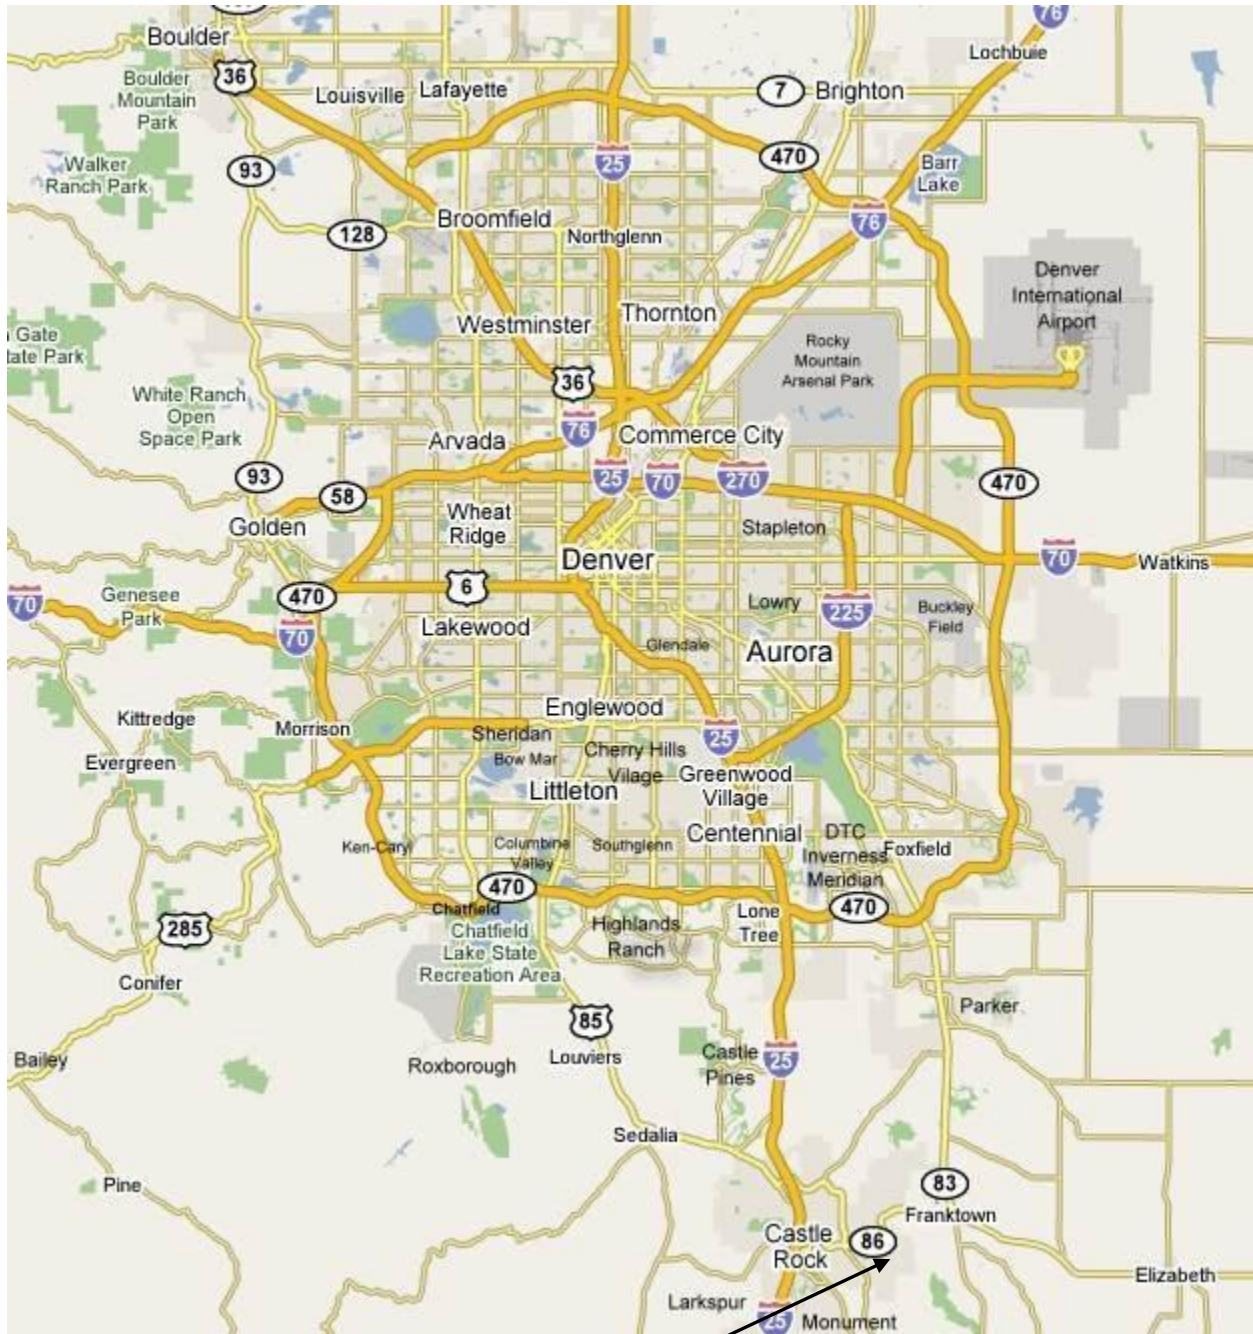 76
Boulder
Lochbuie
36
Boulder
Mountain
Park
Louisville
Lafayette
7
Brighton
25
470
Walker
Ranch Park
93
Barr
Lake
Broomfield
128
Northglenn
76
Denver
International
Airport
Westminster
Thornton
Gate
tate Park
Rocky
Mountain
Arsenal Park
36
White Ranch
Open
Space Park
Arvada
76
Commerce City
93
58
25
70
270
470
Golden
Wheat
Ridge
Stapleton
Denver
70
Watkins
70
Genesee
Park
470
6
Lowry
225
Buckley
Field
70
Lakewood
Glendale
Aurora
Kittredge
Morrison
Englewood
Sheridan
25
Evergreen
Bow Mar
Cherry Hills
Vilage
Greenwood
Village
Littleton
Ken-Caryl
Columbine
Valley
Southglenn
Centennial
DTC
Inverness
Meridian
Foxfield
470
470
Chatfield
Chatfield
Lake State
Recreation Area
Highlands
Ranch
Lone
Tree
285
Conifer
Parker
85
Bailey
Roxborough
Louviers
Castle
Pines
25
Sedalia
Pine
83
Franktown
Castle
Rock
86
Elizabeth
Larkspur
25
Monument